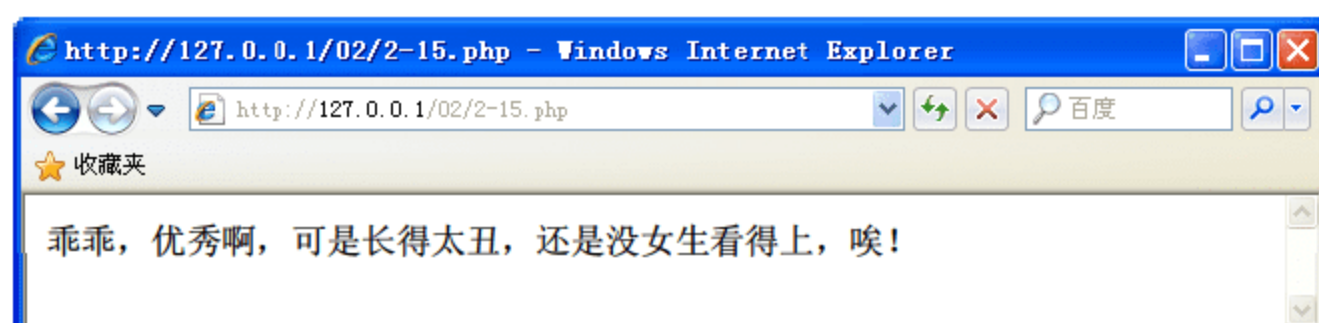 http://127.0.0.1/02/2-15.php - Windows Internet Explorer
http://127.0.0.1/02/2-15.php 百度
收藏夹
乖乖，优秀啊，可是长得太丑，还是没女生看得上，唉！